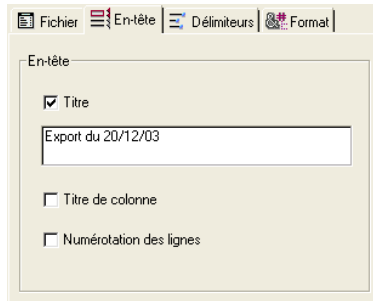 Fichier En-tête Délimiteurs Format
En-tête
Titre
Export du 20/12/03
Titre de colonne
Numérotation des lignes